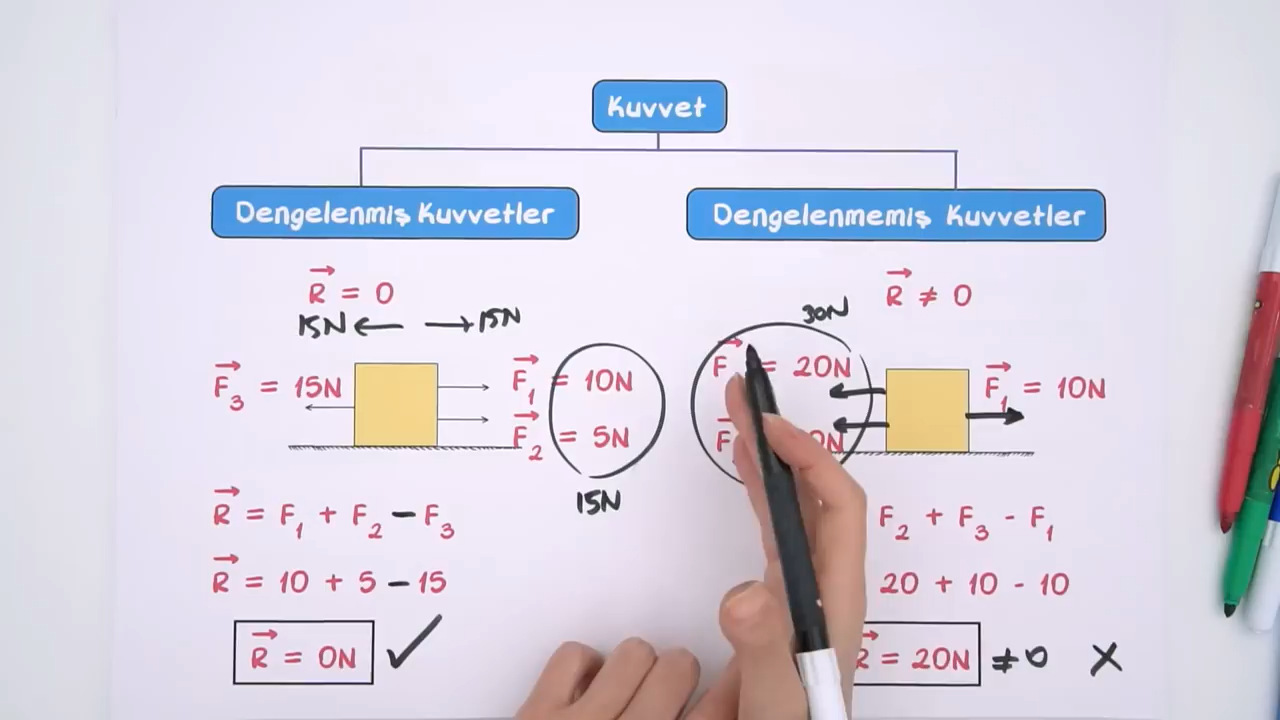 Kuvvet
Dengelenmiş Kuvvetler
R = 0
15N ← → 15N
F₃ = 15N
F₁ = 10N
F₂ = 5N
15N
R = F₁ + F₂ - F₃
R = 10 + 5 - 15
R = 0N ✓
Dengelenmemiş Kuvvetler
R ≠ 0
30N
F = 20N
F
F₁ = 10N
F₂ + F₃ - F₁
20 + 10 - 10
R = 20N ≠ 0 X